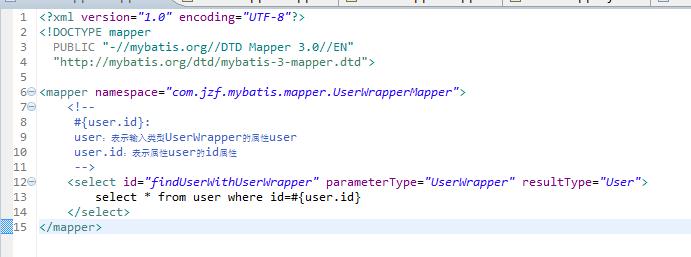 1 <?xml version="1.0" encoding="UTF-8"?>
2 <!DOCTYPE mapper
3 PUBLIC "-//mybatis.org//DTD Mapper 3.0//EN"
4 "http://mybatis.org/dtd/mybatis-3-mapper.dtd">
5
6 <mapper namespace="com.jzf.mybatis.mapper.UserWrapperMapper">
7 <!--
8 #{user.id}:
9 user：表示输入类型UserWrapper的属性user
10 user.id：表示属性user的id属性
11 -->
12 <select id="findUserWithUserWrapper" parameterType="UserWrapper" resultType="User">
13 select * from user where id=#{user.id}
14 </select>
15 </mapper>